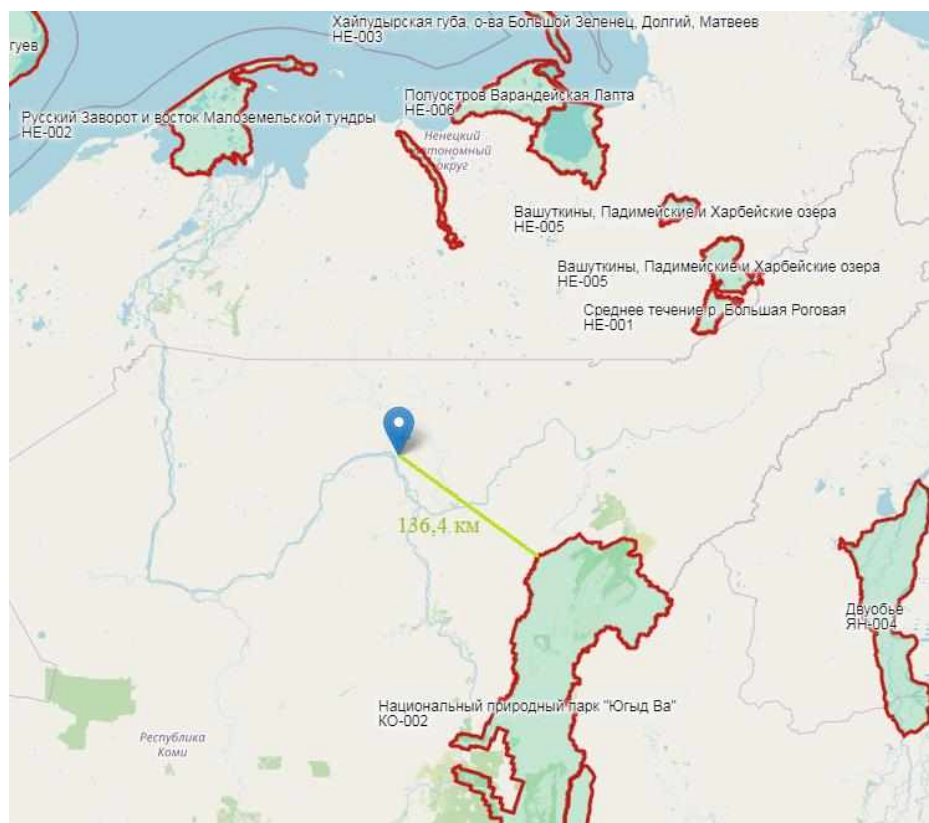 Хайпудырская губа, о-ва Большой Зеленец, Долгий, Матвеев
НЕ-003
гуев
Полуостров Варандейская Лапта
НЕ-006
Русский Заворот и восток Малоземельской тундры
НЕ-002
Ненецкий
автономный
округ
Вашуткины, Падимейские и Харбейские озера
НЕ-005
Вашуткины, Падимейские и Харбейские озера
НЕ-005
Среднее течение р. Большая Роговая
НЕ-001
136,4 км
Двуобье
ЯН-004
Национальный природный парк "Югыд Ва"
КО-002
Республика
Коми